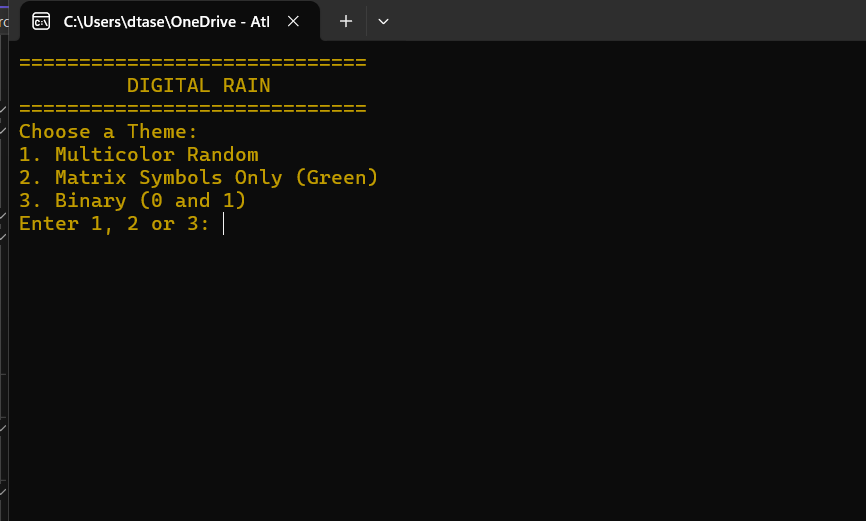 C:\Users\dtase\OneDrive - Atl
=============================
DIGITAL RAIN
=============================
Choose a Theme:
1. Multicolor Random
2. Matrix Symbols Only (Green)
3. Binary (0 and 1)
Enter 1, 2 or 3: